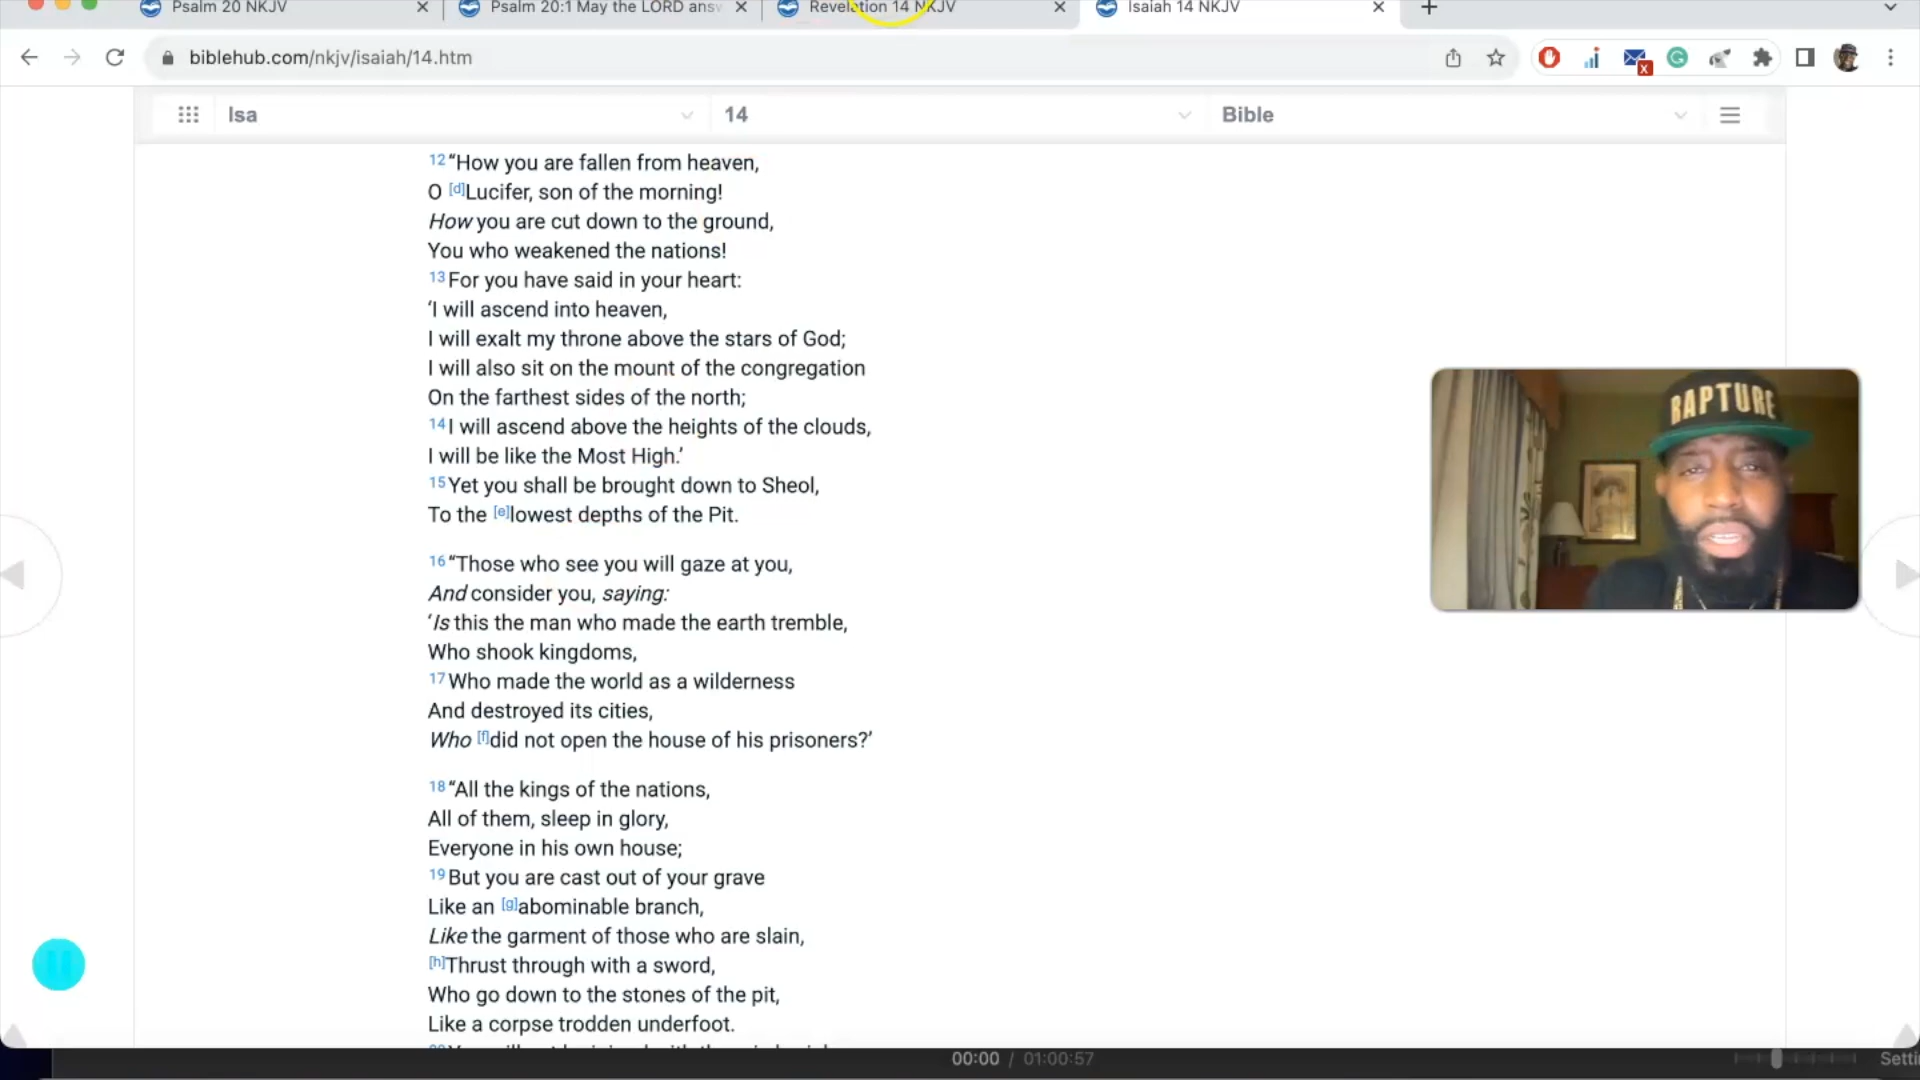 Psalm 20 NKJV
Psalm 20:1 May the LORD answ
Revelation 14 NKJV
Isaiah 14 NKJV
biblehub.com/nkjv/isaiah/14.htm
Isa
14
Bible
12 “How you are fallen from heaven,
O [d]Lucifer, son of the morning!
How you are cut down to the ground,
You who weakened the nations!
13 For you have said in your heart:
‘I will ascend into heaven,
I will exalt my throne above the stars of God;
I will also sit on the mount of the congregation
On the farthest sides of the north;
14 I will ascend above the heights of the clouds,
I will be like the Most High.’
15 Yet you shall be brought down to Sheol,
To the [e]lowest depths of the Pit.
16 “Those who see you will gaze at you,
And consider you, saying:
‘Is this the man who made the earth tremble,
Who shook kingdoms,
17 Who made the world as a wilderness
And destroyed its cities,
Who [f]did not open the house of his prisoners?’
18 “All the kings of the nations,
All of them, sleep in glory,
Everyone in his own house;
19 But you are cast out of your grave
Like an [g]abominable branch,
Like the garment of those who are slain,
[h]Thrust through with a sword,
Who go down to the stones of the pit,
Like a corpse trodden underfoot.
RAPTURE
00:00 / 01:00:57
Setti